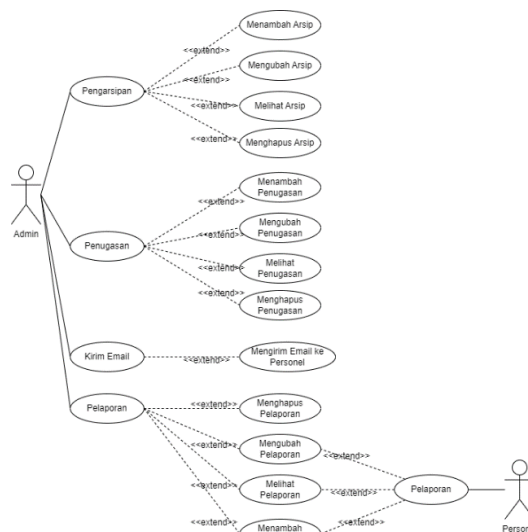 Menambah Arsip
<<extend>>
Mengubah Arsip
<<extend>>
Pengarsipan
Melihat Arsip
<<extend>>
Menghapus Arsip
<<extend>>
Admin
Menambah
Penugasan
<<extend>>
Mengubah
Penugasan
<<extend>>
Penugasan
Melihat
Penugasan
<<extend>>
Menghapus
Penugasan
<<extend>>
Kirim Email
<<extend>>
Mengirim Email ke
Personel
Pelaporan
<<extend>>
Menghapus
Pelaporan
<<extend>>
Mengubah
Pelaporan
<<extend>>
<<extend>>
Melihat
Pelaporan
<<extend>>
Pelaporan
<<extend>>
Menambah
<<extend>>
Person